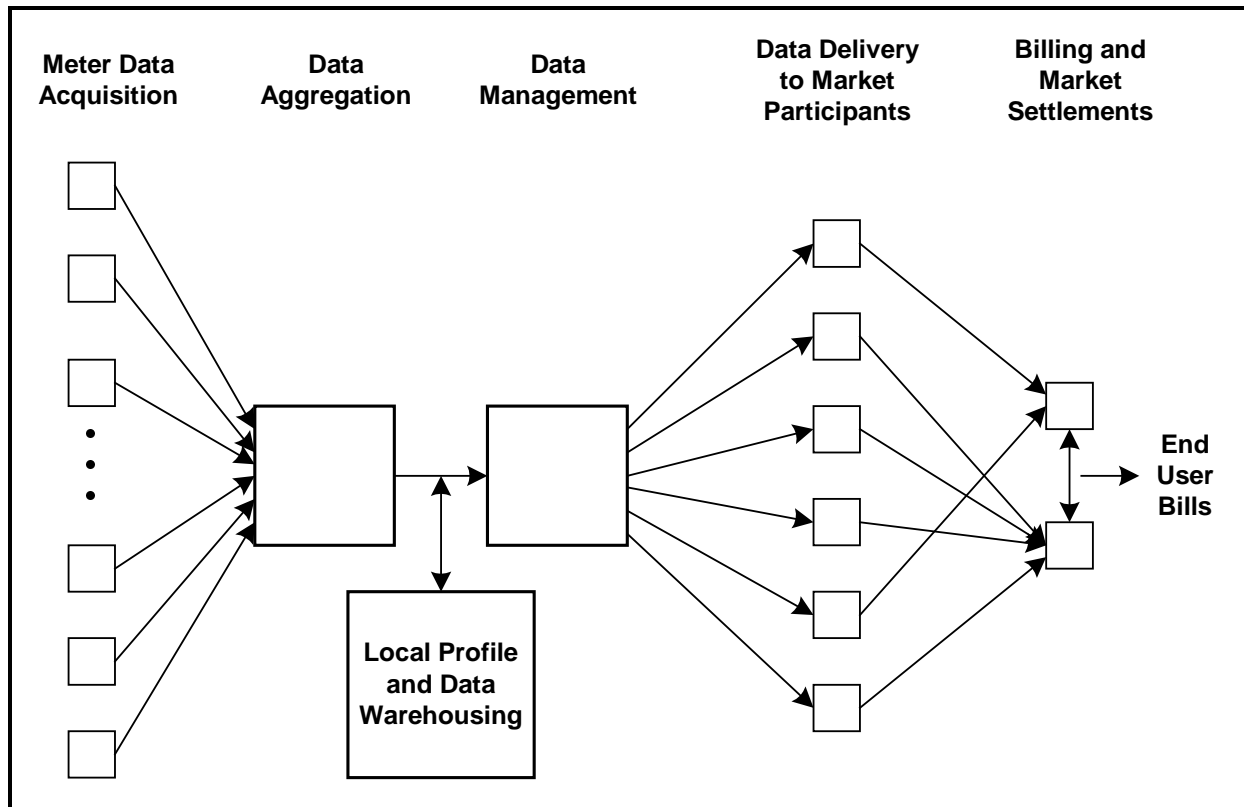 Meter Data
Acquisition
Data
Aggregation
Data
Management
Data Delivery
to Market
Participants
Billing and
Market
Settlements
End
User
Bills
Local Profile
and Data
Warehousing